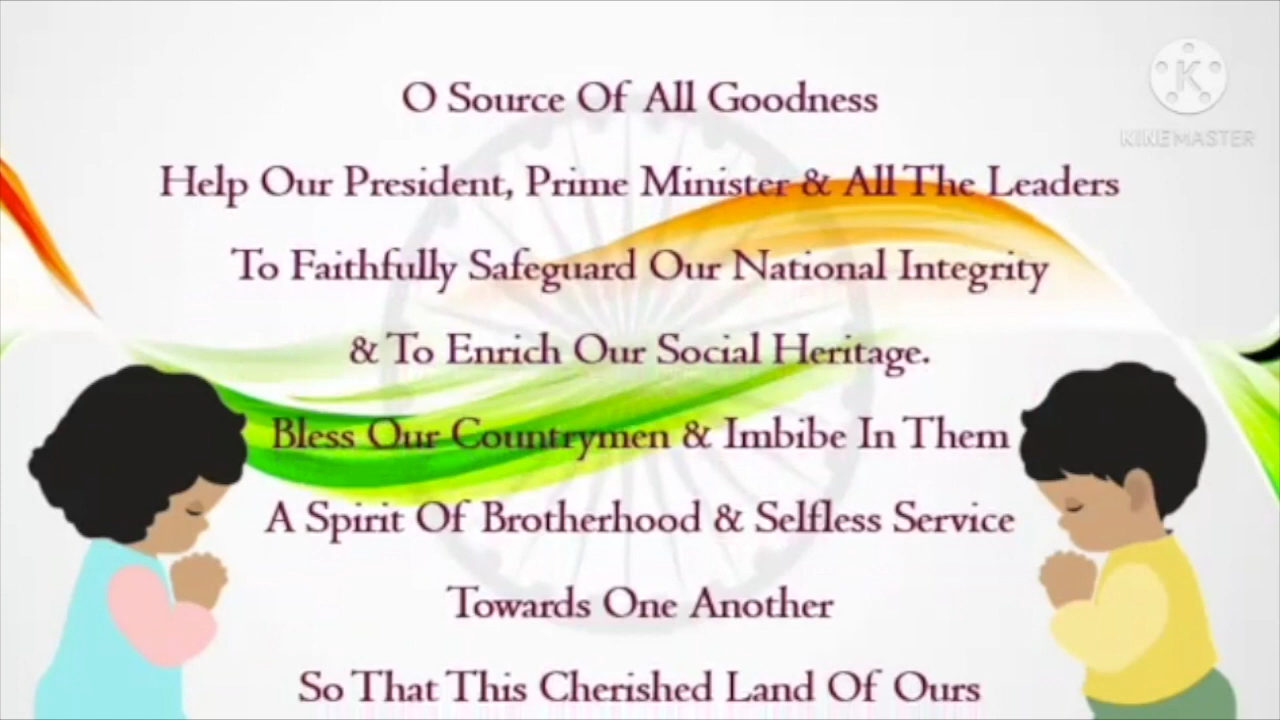 O Source Of All Goodness
Help Our President, Prime Minister & All The Leaders
To Faithfully Safeguard Our National Integrity
& To Enrich Our Social Heritage.
Bless Our Countrymen & Imbibe In Them
A Spirit Of Brotherhood & Selfless Service
Towards One Another
So That This Cherished Land Of Ours
K
KINEMASTER